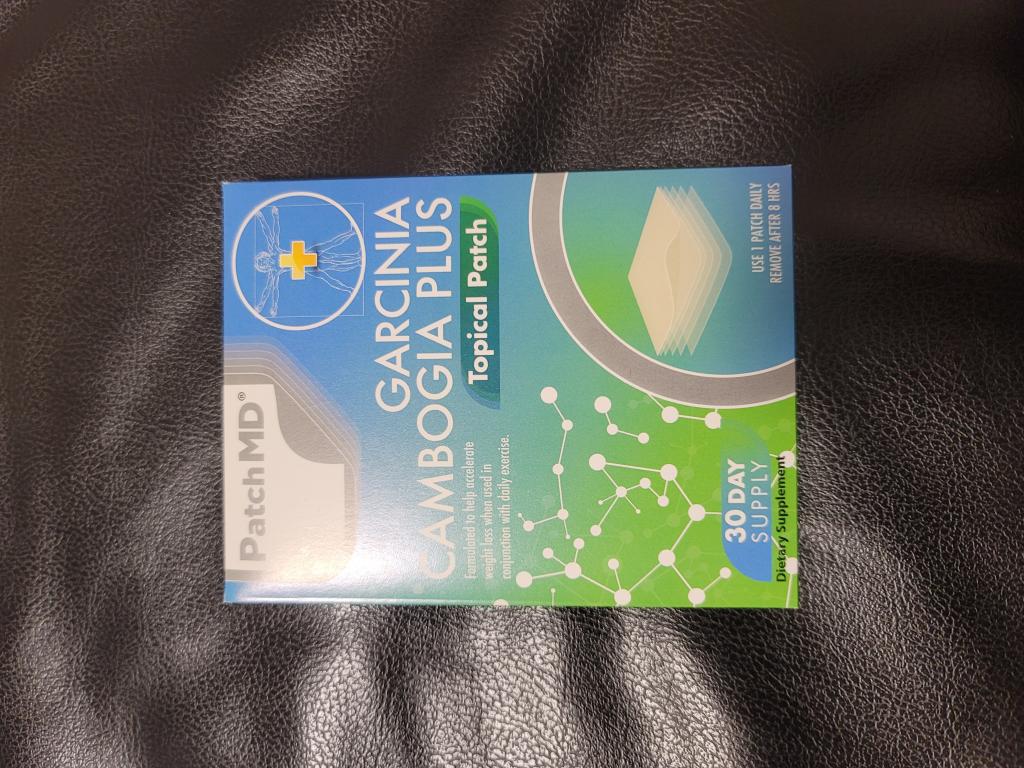 PatchMD®
GARCINIA
CAMBOGIA PLUS
Topical Patch
Formulated to help accelerate
weight loss when used in
conjunction with daily exercise.
30 DAY
SUPPLY
Dietary Supplement
USE 1 PATCH DAILY
REMOVE AFTER 8 HRS